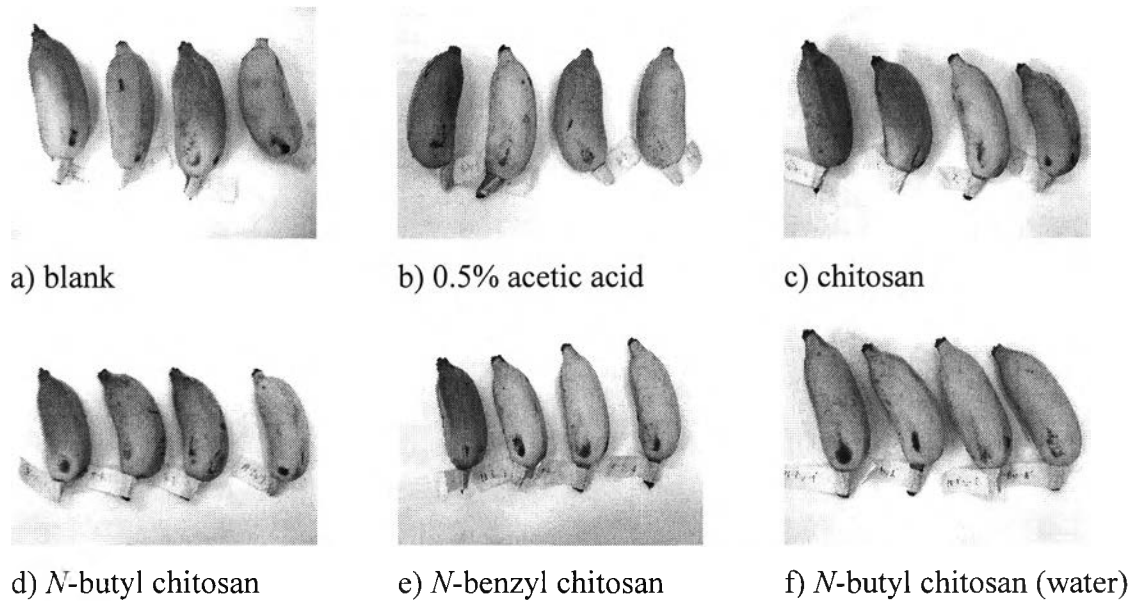 a) blank
b) 0.5% acetic acid
c) chitosan
d) N-butyl chitosan
e) N-benzyl chitosan
f) N-butyl chitosan (water)